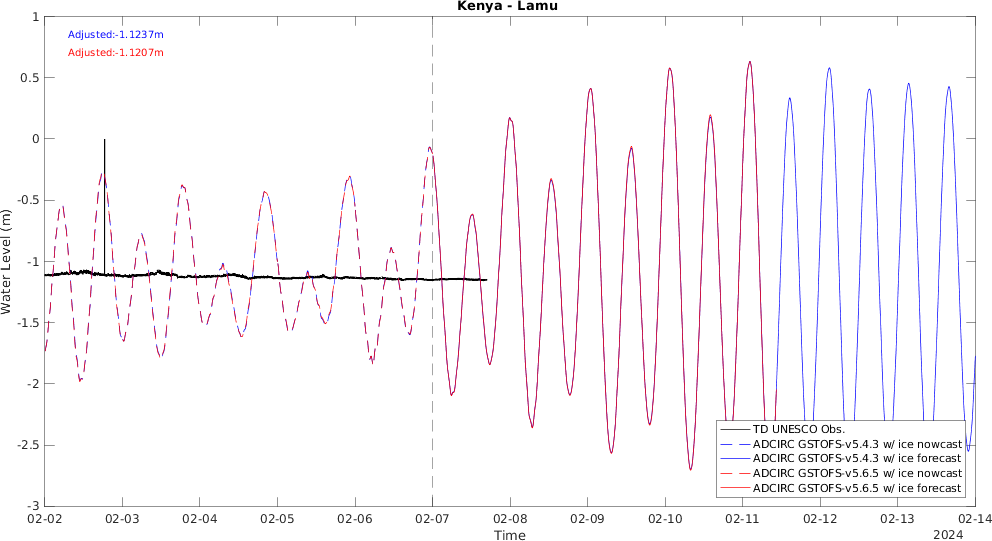 Kenya - Lamu
Adjusted:-1.1237m
Adjusted:-1.1207m
1
0.5
0
-0.5
-1
-1.5
-2
-2.5
-3
Water Level (m)
TD UNESCO Obs.
ADCIRC GSTOFS-v5.4.3 w/ ice nowcast
ADCIRC GSTOFS-v5.4.3 w/ ice forecast
ADCIRC GSTOFS-v5.6.5 w/ ice nowcast
ADCIRC GSTOFS-v5.6.5 w/ ice forecast
02-02 02-03 02-04 02-05 02-06 02-07 02-08 02-09 02-10 02-11 02-12 02-13 02-14
Time
2024